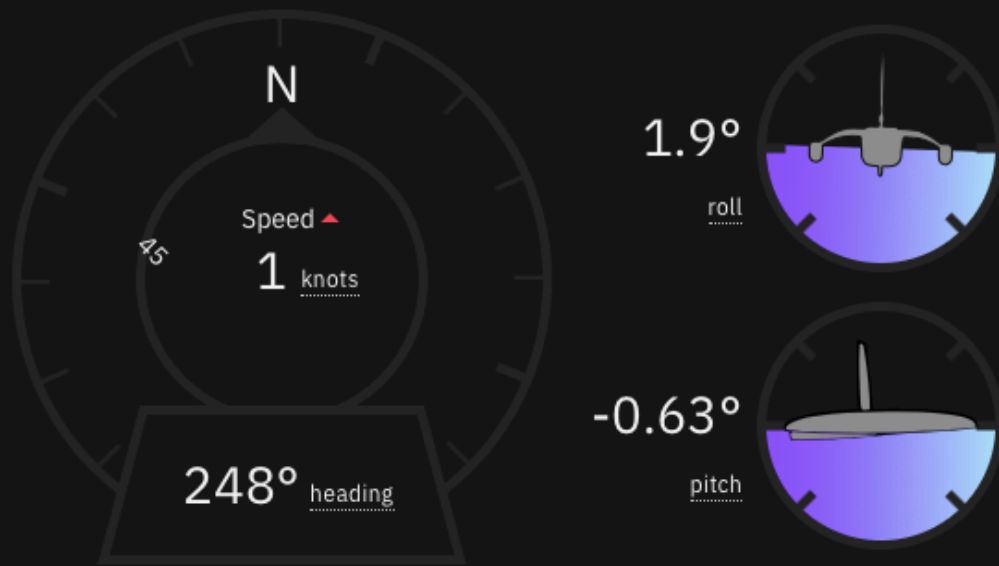 N
Speed
45
1 knots
248° heading
1.9°
roll
-0.63°
pitch